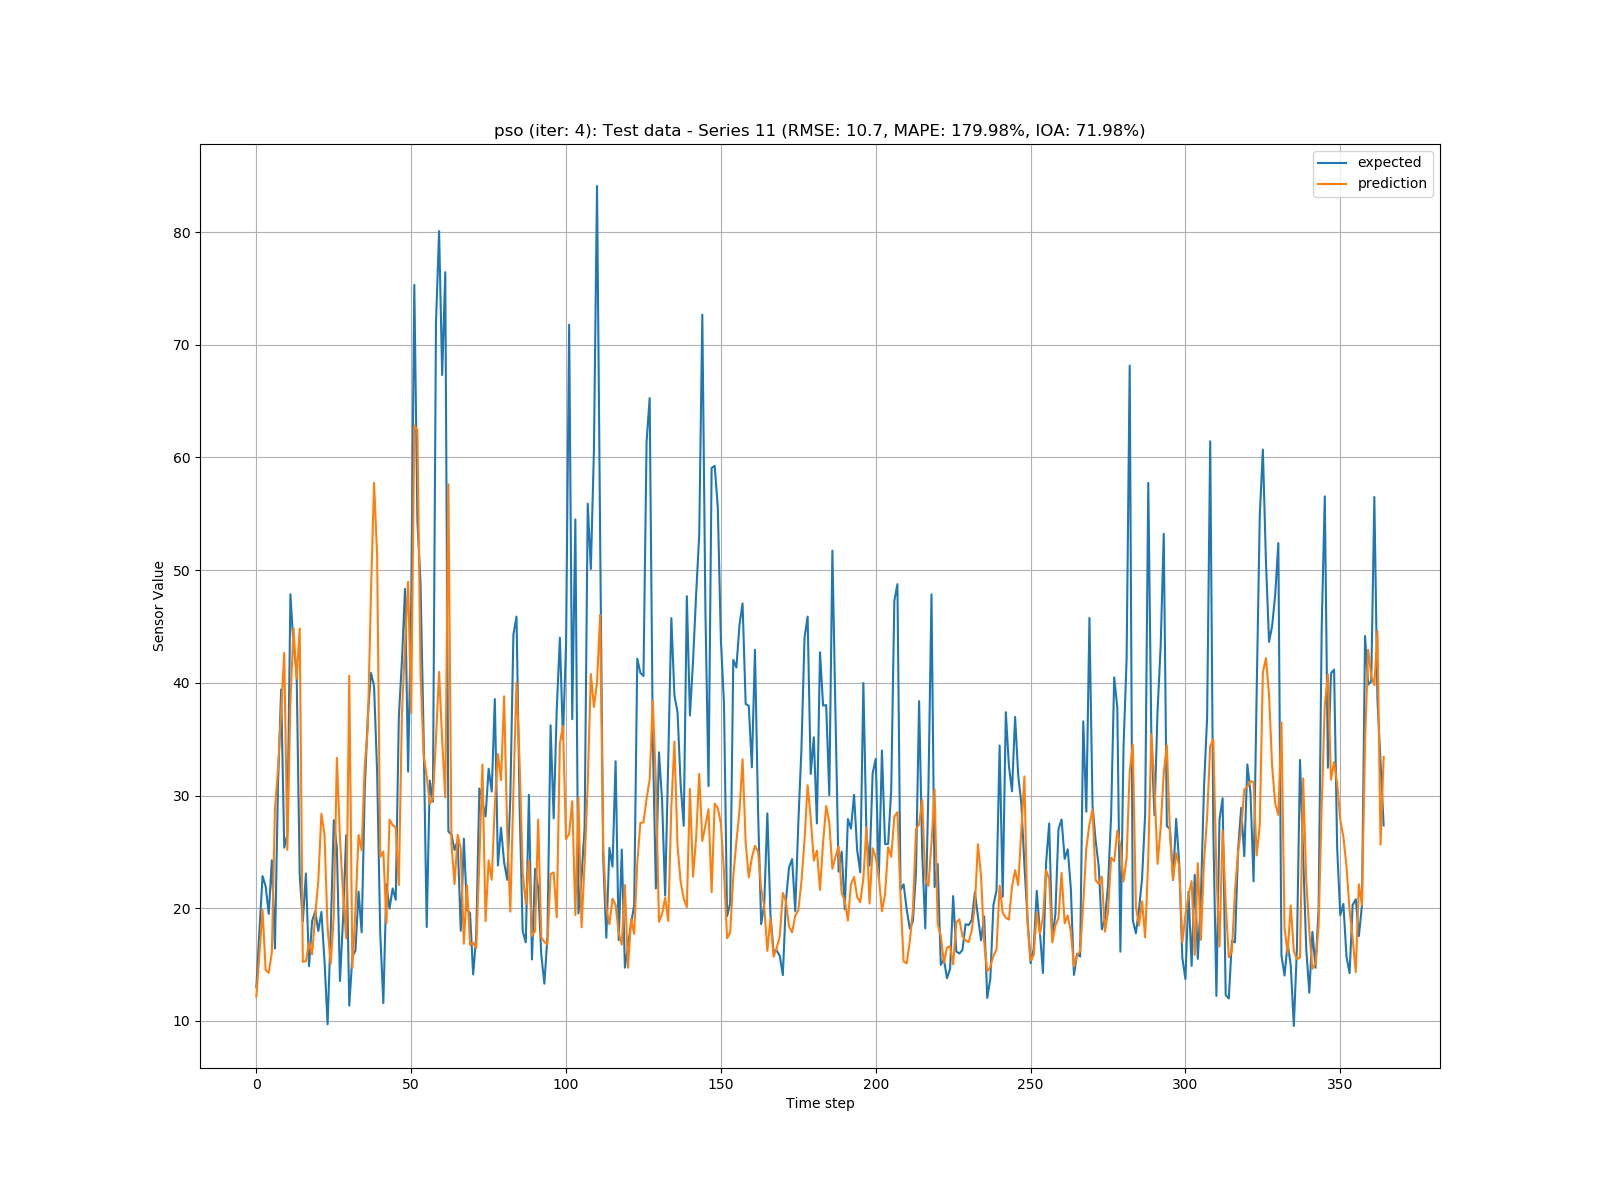 pso (iter: 4): Test data - Series 11 (RMSE: 10.7, MAPE: 179.98%, IOA: 71.98%)
expected
prediction
80
70
60
50
40
30
20
10
Sensor Value
0 50 100 150 200 250 300 350
Time step